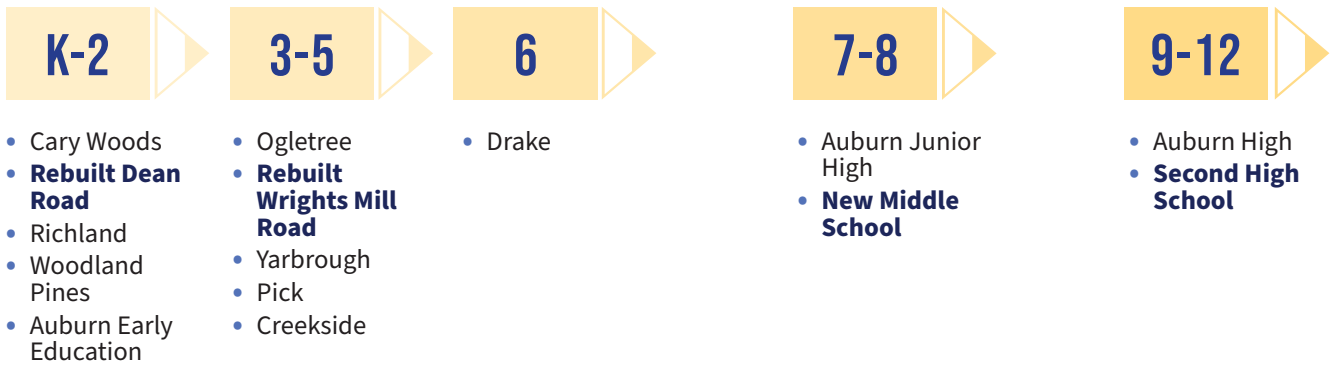 K-2
• Cary Woods
• Rebuilt Dean
Road
• Richland
• Woodland
Pines
• Auburn Early
Education
3-5
• Ogletree
• Rebuilt
Wrights Mill
Road
• Yarbrough
• Pick
• Creekside
6
• Drake
7-8
• Auburn Junior
High
• New Middle
School
9-12
• Auburn High
• Second High
School